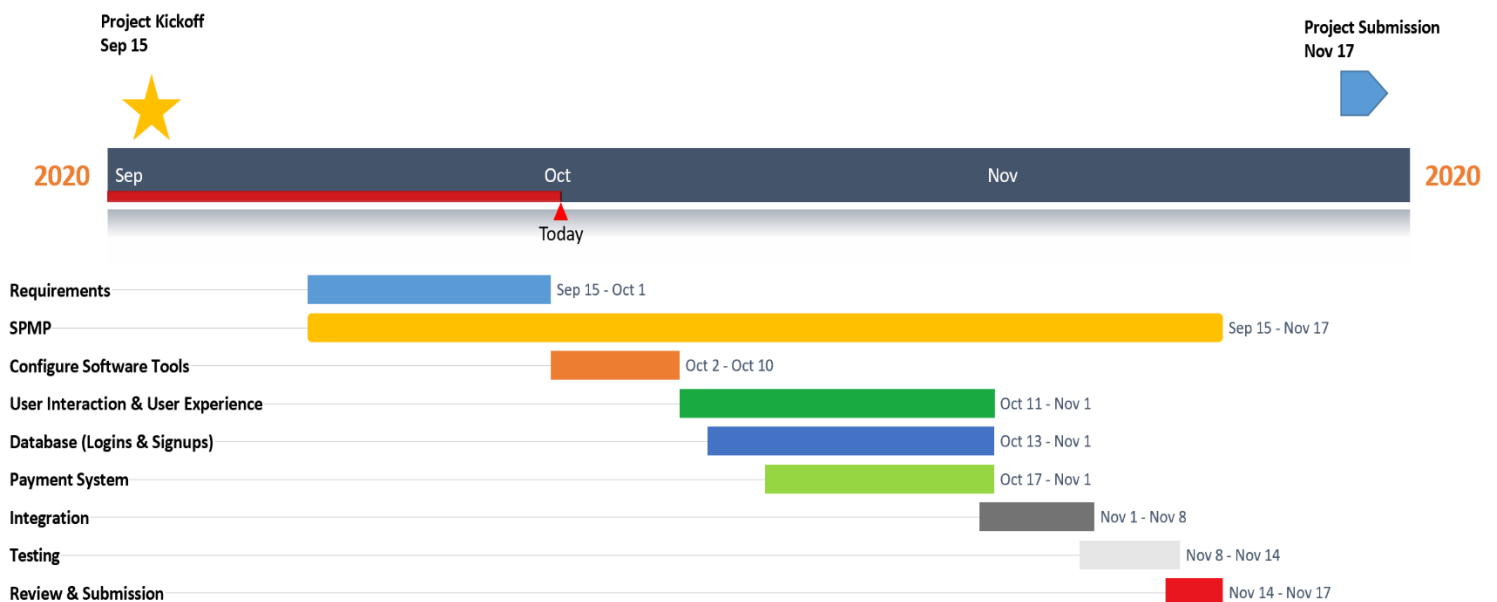 Project Kickoff
Sep 15
Project Submission
Nov 17
2020 Sep Oct Nov 2020
Today
Requirements Sep 15 - Oct 1
SPMP Sep 15 - Nov 17
Configure Software Tools Oct 2 - Oct 10
User Interaction & User Experience Oct 11 - Nov 1
Database (Logins & Signups) Oct 13 - Nov 1
Payment System Oct 17 - Nov 1
Integration Nov 1 - Nov 8
Testing Nov 8 - Nov 14
Review & Submission Nov 14 - Nov 17